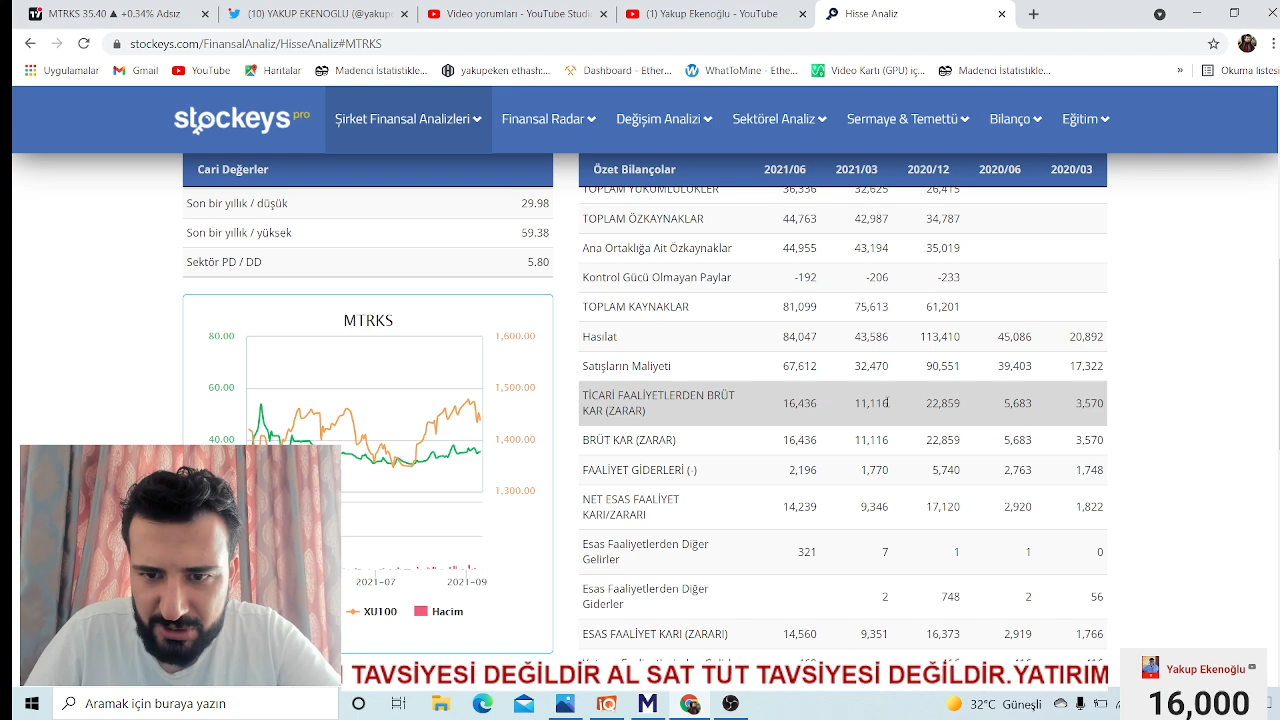 MTRKS 35.40 ▲ +0.34% APY
(10) YAKUP EKENOĞLU (@
YouTube
YouTube
stockeys.com/FinansalAnaliz/HisseAnaliz#MTRKS
Uygulamalar Gmail YouTube Haritalar Madenci İstatistikl... kupekeri ethash:... Dashboard - Ether... WhatToMine - Ethe... Video Kartı (GPU) iç... Madenci İstatistikl... » Okuma listesi
stockeys pro Şirket Finansal Analizleri Finansal Radar Değişim Analizi Sektörel Analiz Sermaye & Temettü Bilanço Eğitim
Cari Değerler
Son bir yıllık / düşük 29.98
Son bir yıllık / yüksek 59.38
Sektör PD / DD 5.80
MTRKS
80.00 1,600.00
60.00 1,500.00
40.00 1,400.00
1,300.00
2021-07 2021-09
XU100 Hacim
Özet Bilançolar 2021/06 2021/03 2020/12 2020/06 2020/03
TOPLAM YÜKÜMLÜLÜKLER 36,336 32,625 26,415
TOPLAM ÖZKAYNAKLAR 44,763 42,987 34,787
Ana Ortaklığa Ait Özkaynaklar 44,955 43,194 35,019
Kontrol Gücü Olmayan Paylar -192 -206 -233
TOPLAM KAYNAKLAR 81,099 75,613 61,201
Hasılat 84,047 43,586 113,410 45,086 20,892
Satışların Maliyeti 67,612 32,470 90,551 39,403 17,322
TİCARİ FAALİYETLERDEN BRÜT
KAR (ZARAR) 16,436 11,116 22,859 5,683 3,570
BRÜT KAR (ZARAR) 16,436 11,116 22,859 5,683 3,570
FAALİYET GİDERLERİ (-) 2,196 1,770 5,740 2,763 1,748
NET ESAS FAALİYET
KARI/ZARARI 14,239 9,346 17,120 2,920 1,822
Esas Faaliyetlerden Diğer
Gelirler 321 7 1 1 0
Esas Faaliyetlerden Diğer
Giderler 2 748 2 56
ESAS FAALİYET KARI (ZARARI) 14,560 9,351 16,373 2,919 1,766
TAVSİYESİ DEĞİLDİR AL SAT TUT TAVSİYESİ DEĞİLDİR.YATIRIM
Yakup Ekenoğlu
16,000
Aramak için buraya yazın
32°C Güneşli